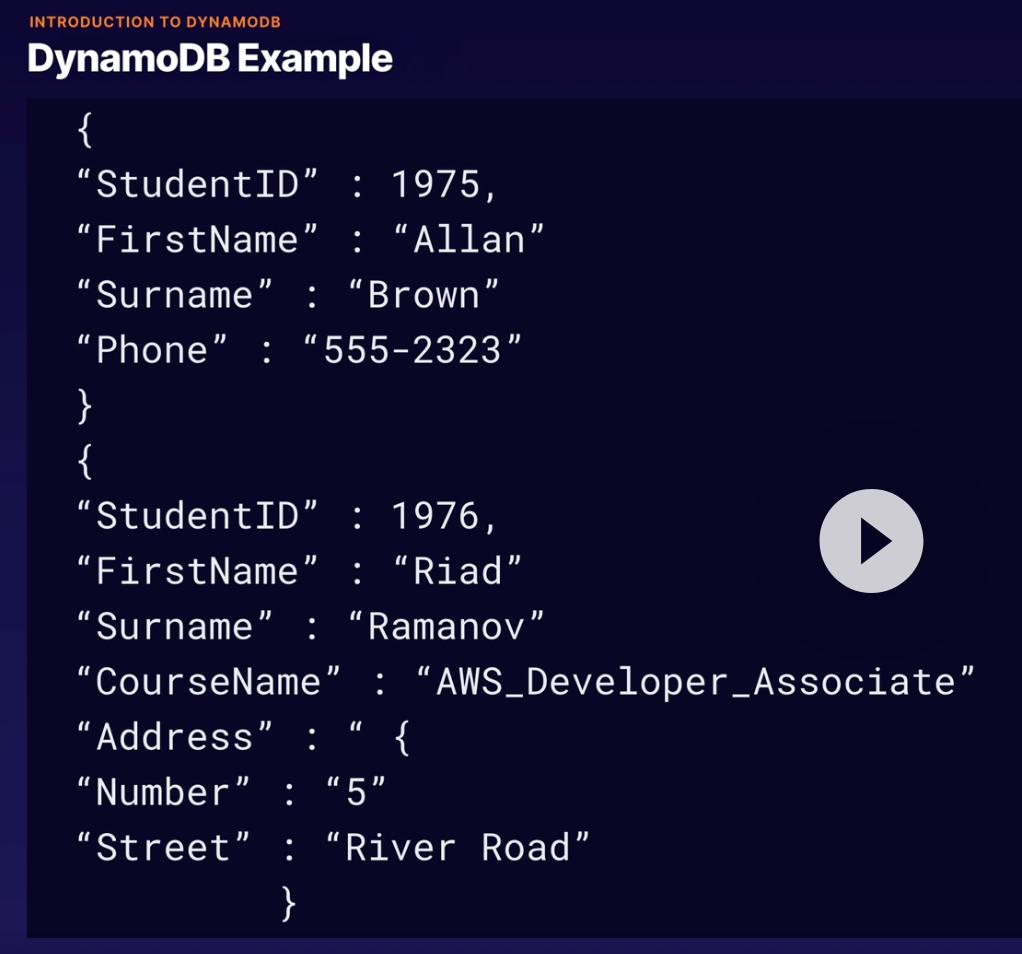 INTRODUCTION TO DYNAMODB
DynamoDB Example
{
“StudentID” : 1975,
“FirstName” : “Allan”
“Surname” : “Brown”
“Phone” : “555-2323”
}
{
“StudentID” : 1976,
“FirstName” : “Riad”
“Surname” : “Ramanov”
“CourseName” : “AWS_Developer_Associate”
“Address” : “ {
“Number” : “5”
“Street” : “River Road”
}